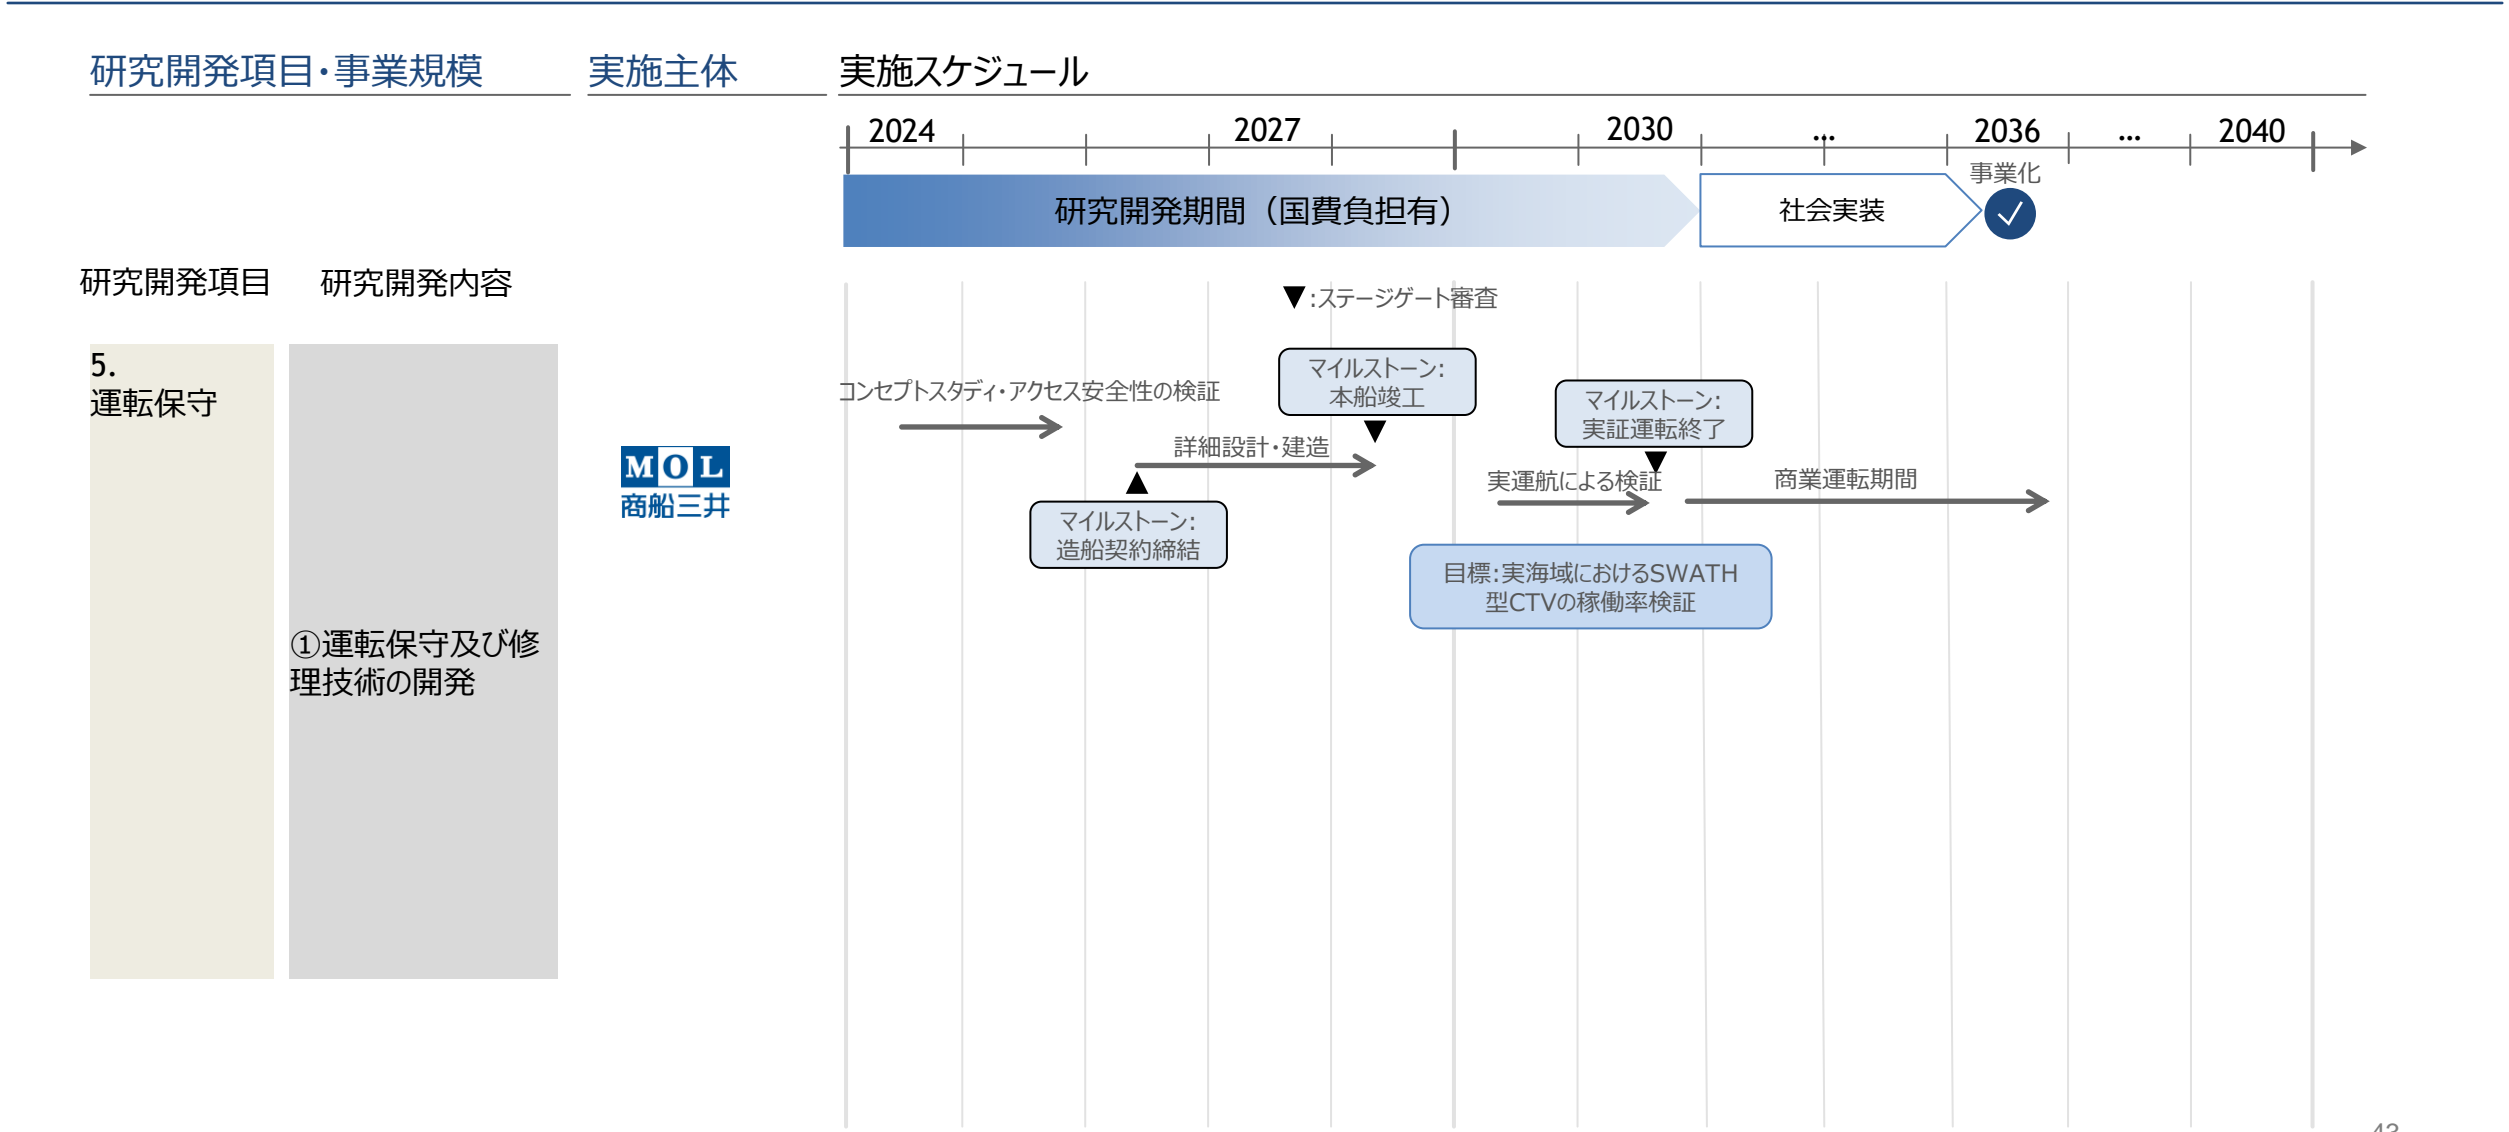 研究開発項目・事業規模
実施主体
実施スケジュール
2024
2027
2030
…
2036
…
2040
事業化
研究開発期間（国費負担有）
社会実装
研究開発項目
研究開発内容
▼:ステージゲート審査
5.
運転保守
①運転保守及び修
理技術の開発
MOL
商船三井
コンセプトスタディ・アクセス安全性の検証
マイルストーン:
本船竣工
詳細設計・建造
マイルストーン:
造船契約締結
マイルストーン:
実証運転終了
実運航による検証
商業運転期間
目標:実海域におけるSWATH
型CTVの稼働率検証